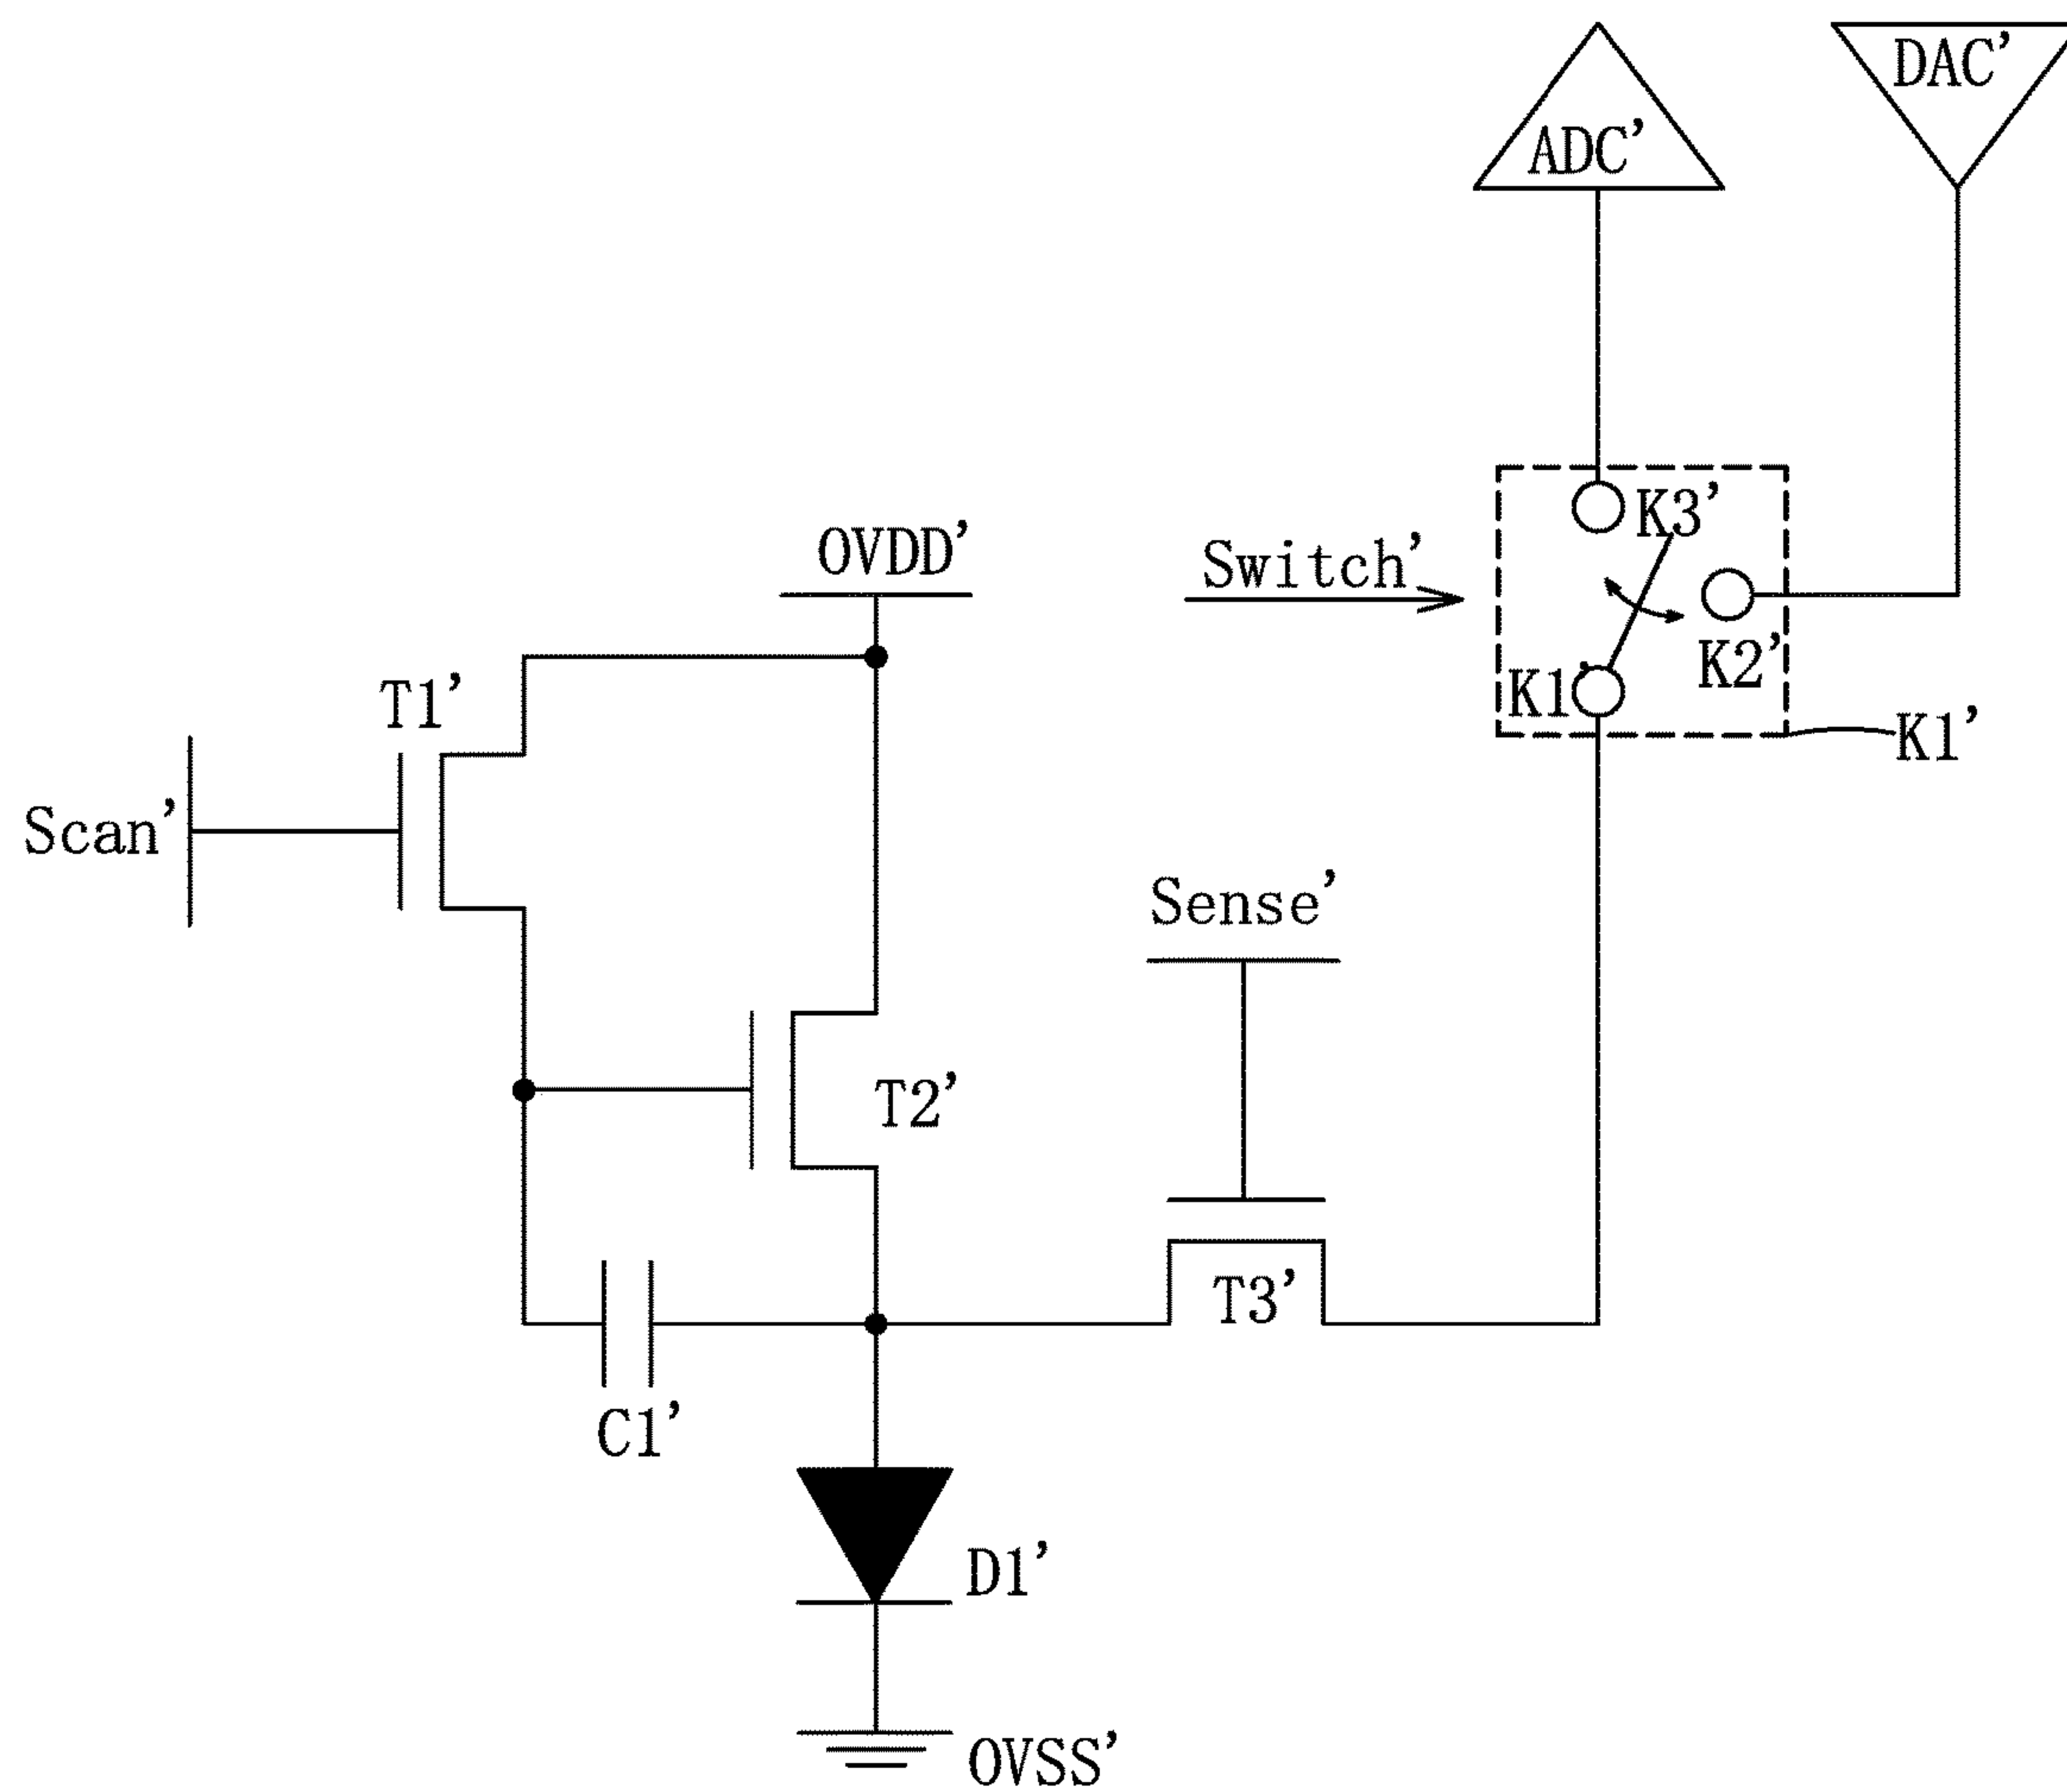 DAC'
ADC'
K3'
OVDD'
Switch'
K2'
T1'
K1'
K1'
Scan'
Sense'
T2'
T3'
C1'
D1'
OVSS'